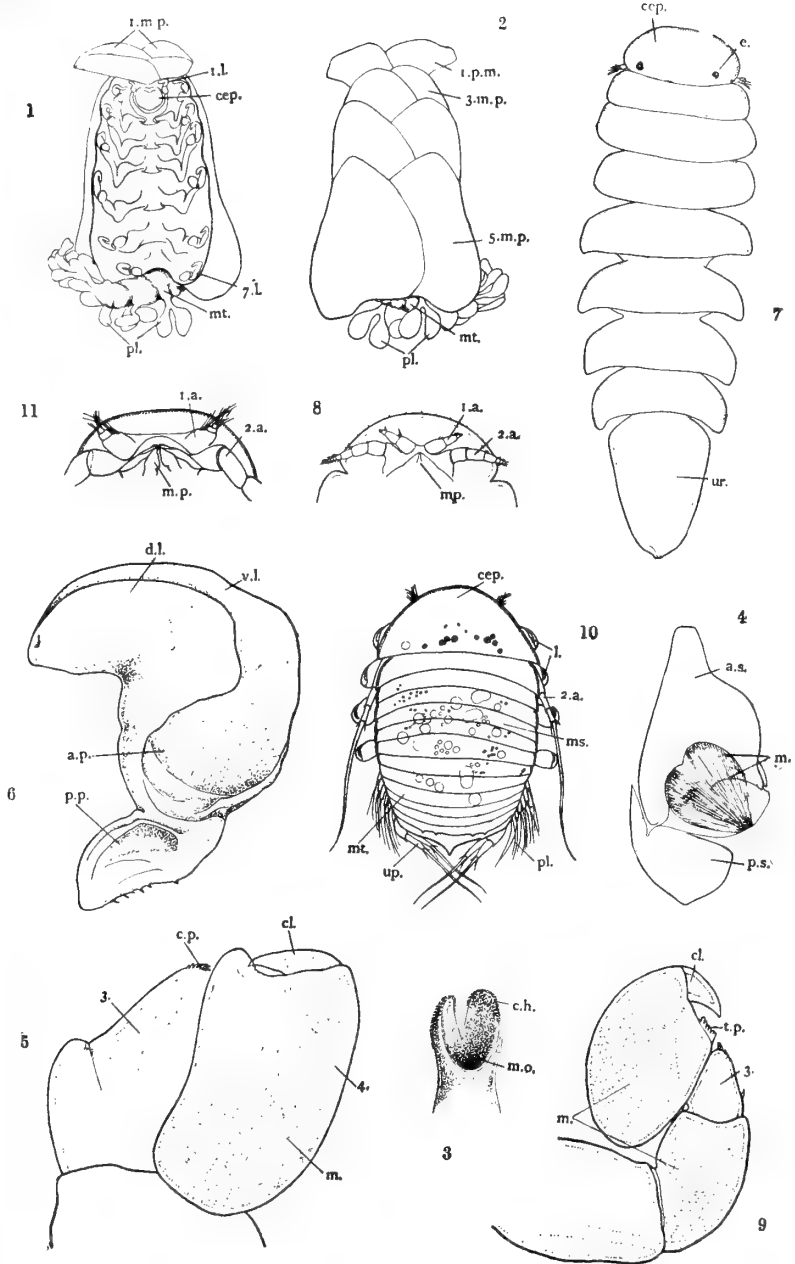 1
1.m p.
1.l.
cep.
7.l.
mt.
pl.
2
1.p.m.
3.m.p.
5.m.p.
mt.
pl.
cep.
e.
7
ur.
11
1.a.
2.a.
m.p.
8
1.a.
2.a.
mp.
6
d.l.
v.l.
a.p.
p.p.
10
cep.
l.
2.a.
ms.
mt.
up.
pl.
4
a.s.
m.
p.s.
5
c.p.
cl.
3.
4.
m.
c.h.
m.o.
3
cl.
t.p.
3.
m.
9